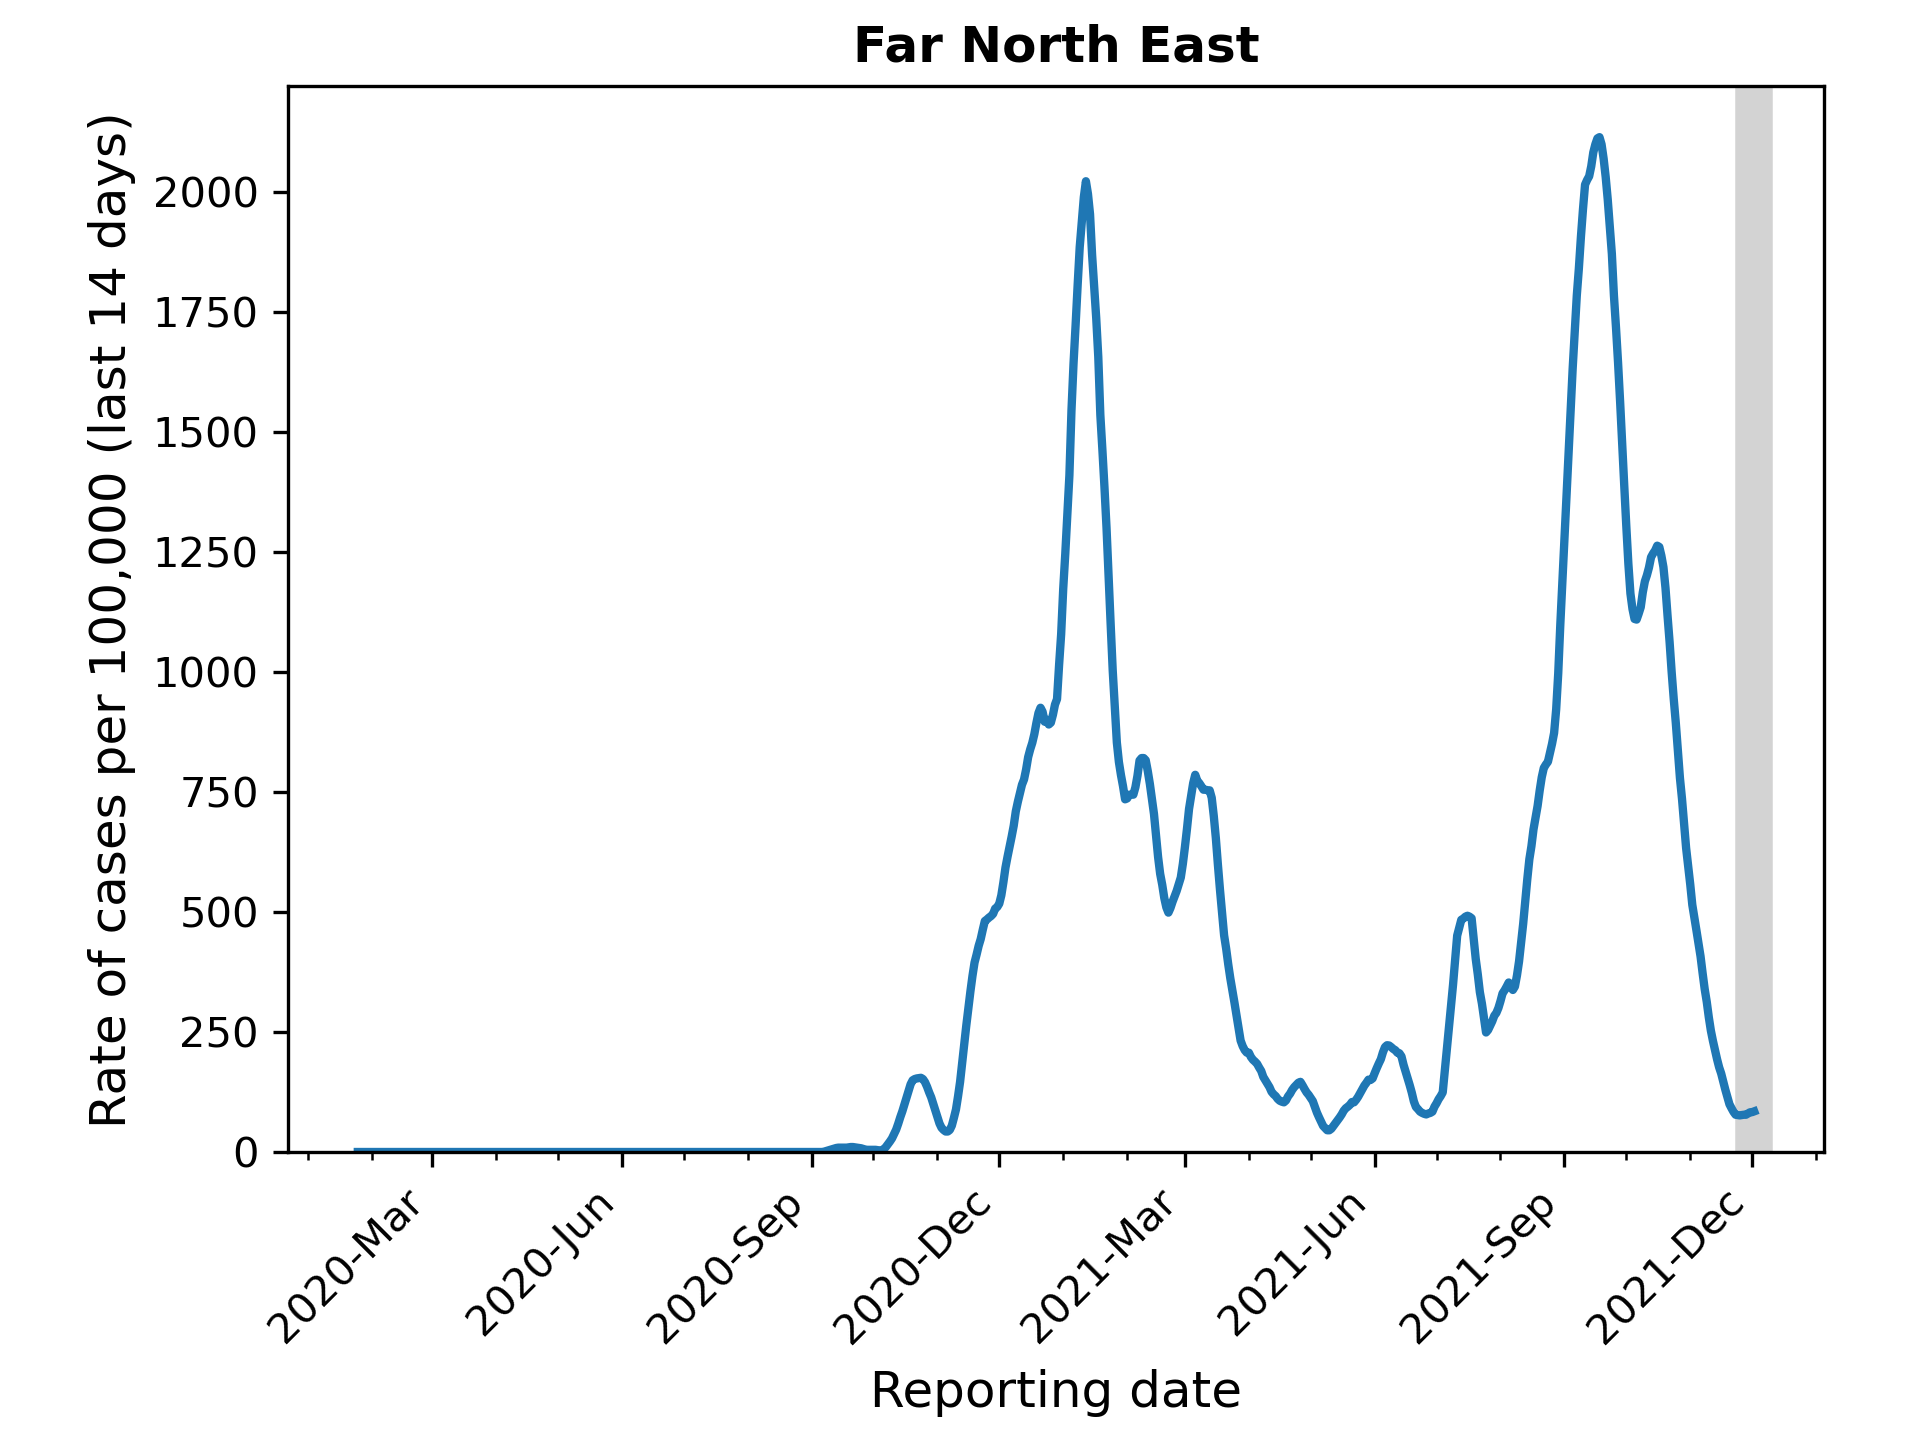 Far North East
Rate of cases per 100,000 (last 14 days)
2000
1750
1500
1250
1000
750
500
250
0
2020-Mar
2020-Jun
2020-Sep
2020-Dec
2021-Mar
2021-Jun
2021-Sep
2021-Dec
Reporting date